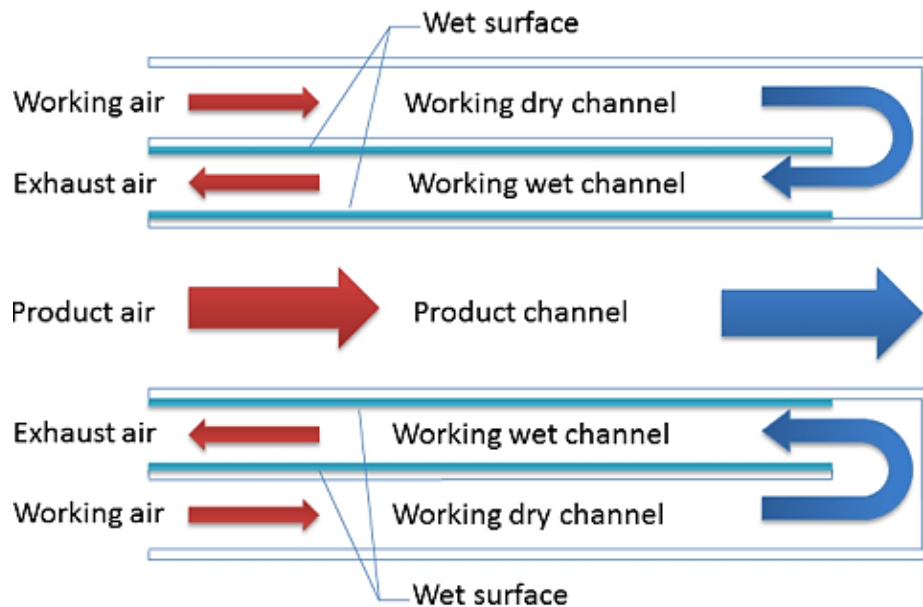 Wet surface
Working air
Working dry channel
Exhaust air
Working wet channel
Product air
Product channel
Exhaust air
Working wet channel
Working air
Working dry channel
Wet surface